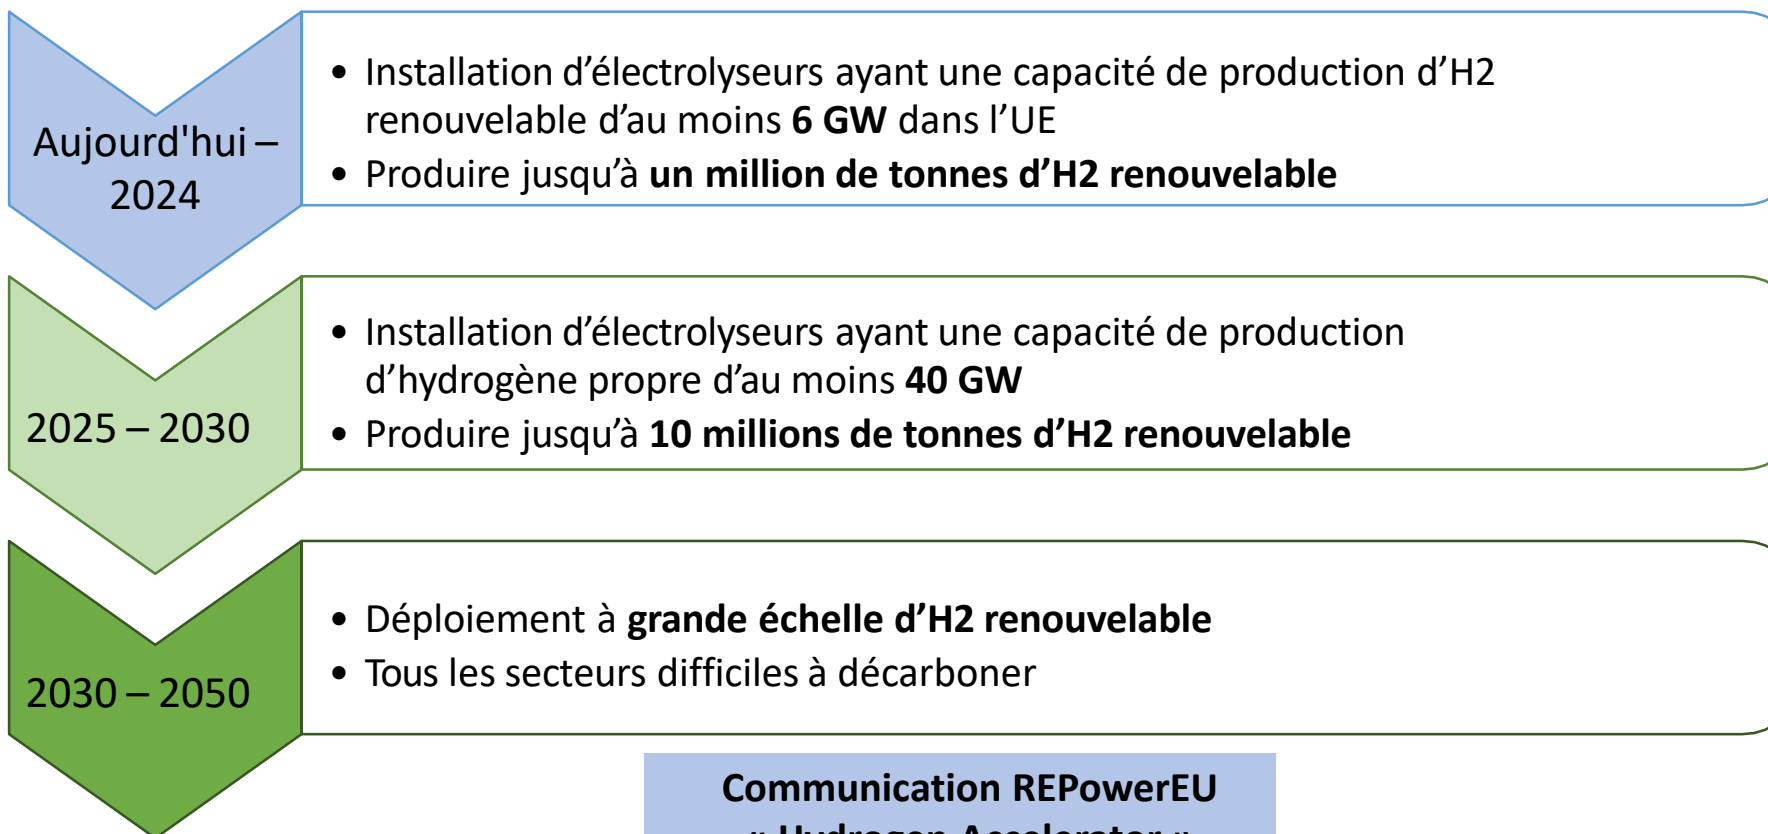 Aujourd'hui –
2024
• Installation d’électrolyseurs ayant une capacité de production d’H2
renouvelable d’au moins 6 GW dans l’UE
• Produire jusqu’à un million de tonnes d’H2 renouvelable
2025 – 2030
• Installation d’électrolyseurs ayant une capacité de production
d’hydrogène propre d’au moins 40 GW
• Produire jusqu’à 10 millions de tonnes d’H2 renouvelable
2030 – 2050
• Déploiement à grande échelle d’H2 renouvelable
• Tous les secteurs difficiles à décarboner
Communication REPowerEU
« Hydrogen Accelerator »